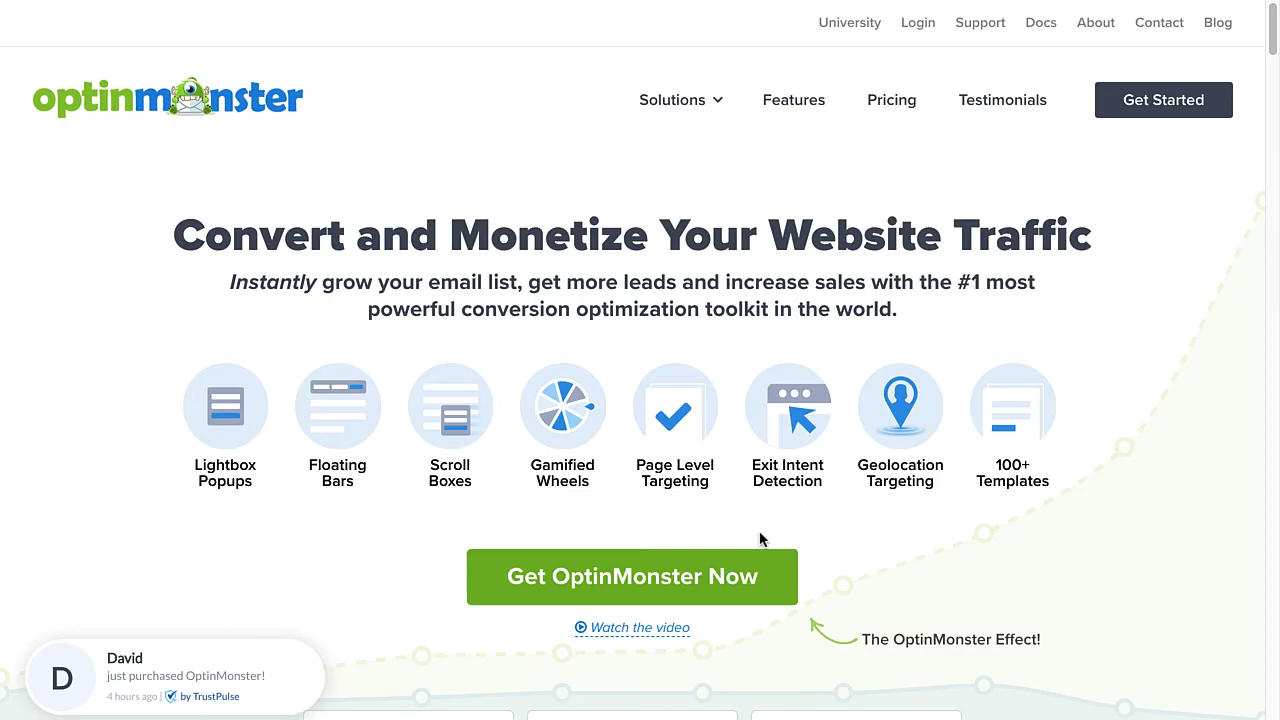 University Login Support Docs About Contact Blog
optinmonster
Solutions Features Pricing Testimonials Get Started
Convert and Monetize Your Website Traffic
Instantly grow your email list, get more leads and increase sales with the #1 most
powerful conversion optimization toolkit in the world.
Lightbox
Popups
Floating
Bars
Scroll
Boxes
Gamified
Wheels
Page Level
Targeting
Exit Intent
Detection
Geolocation
Targeting
100+
Templates
Get OptinMonster Now
Watch the video
The OptinMonster Effect!
D
David
just purchased OptinMonster!
4 hours ago | by TrustPulse